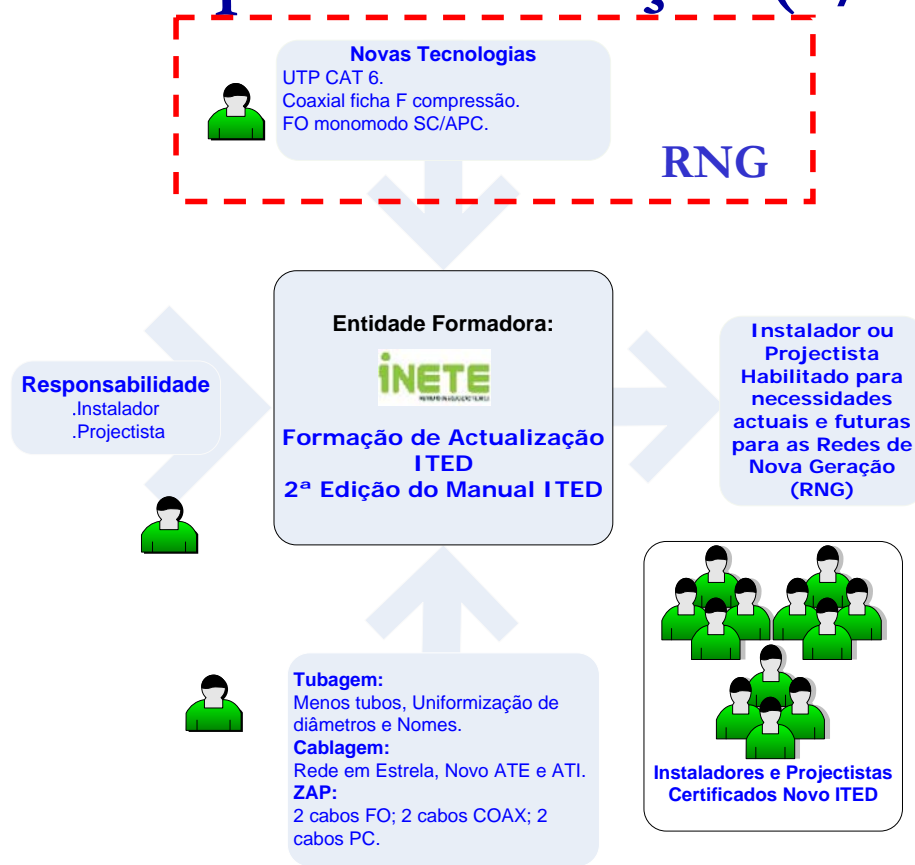 Novas Tecnologias
UTP CAT 6.
Coaxial ficha F compressão.
FO monomodo SC/APC.
RNG
Entidade Formadora:
iNETE
Formação de Actualização
ITED
2ª Edição do Manual ITED
Responsabilidade
.Instalador
.Projectista
Instalador ou
Projectista
Habilitado para
necessidades
actuais e futuras
para as Redes de
Nova Geração
(RNG)
Tubagem:
Menos tubos, Uniformização de
diâmetros e Nomes.
Cablagem:
Rede em Estrela, Novo ATE e ATI.
ZAP:
2 cabos FO; 2 cabos COAX; 2
cabos PC.
Instaladores e Projectistas
Certificados Novo ITED